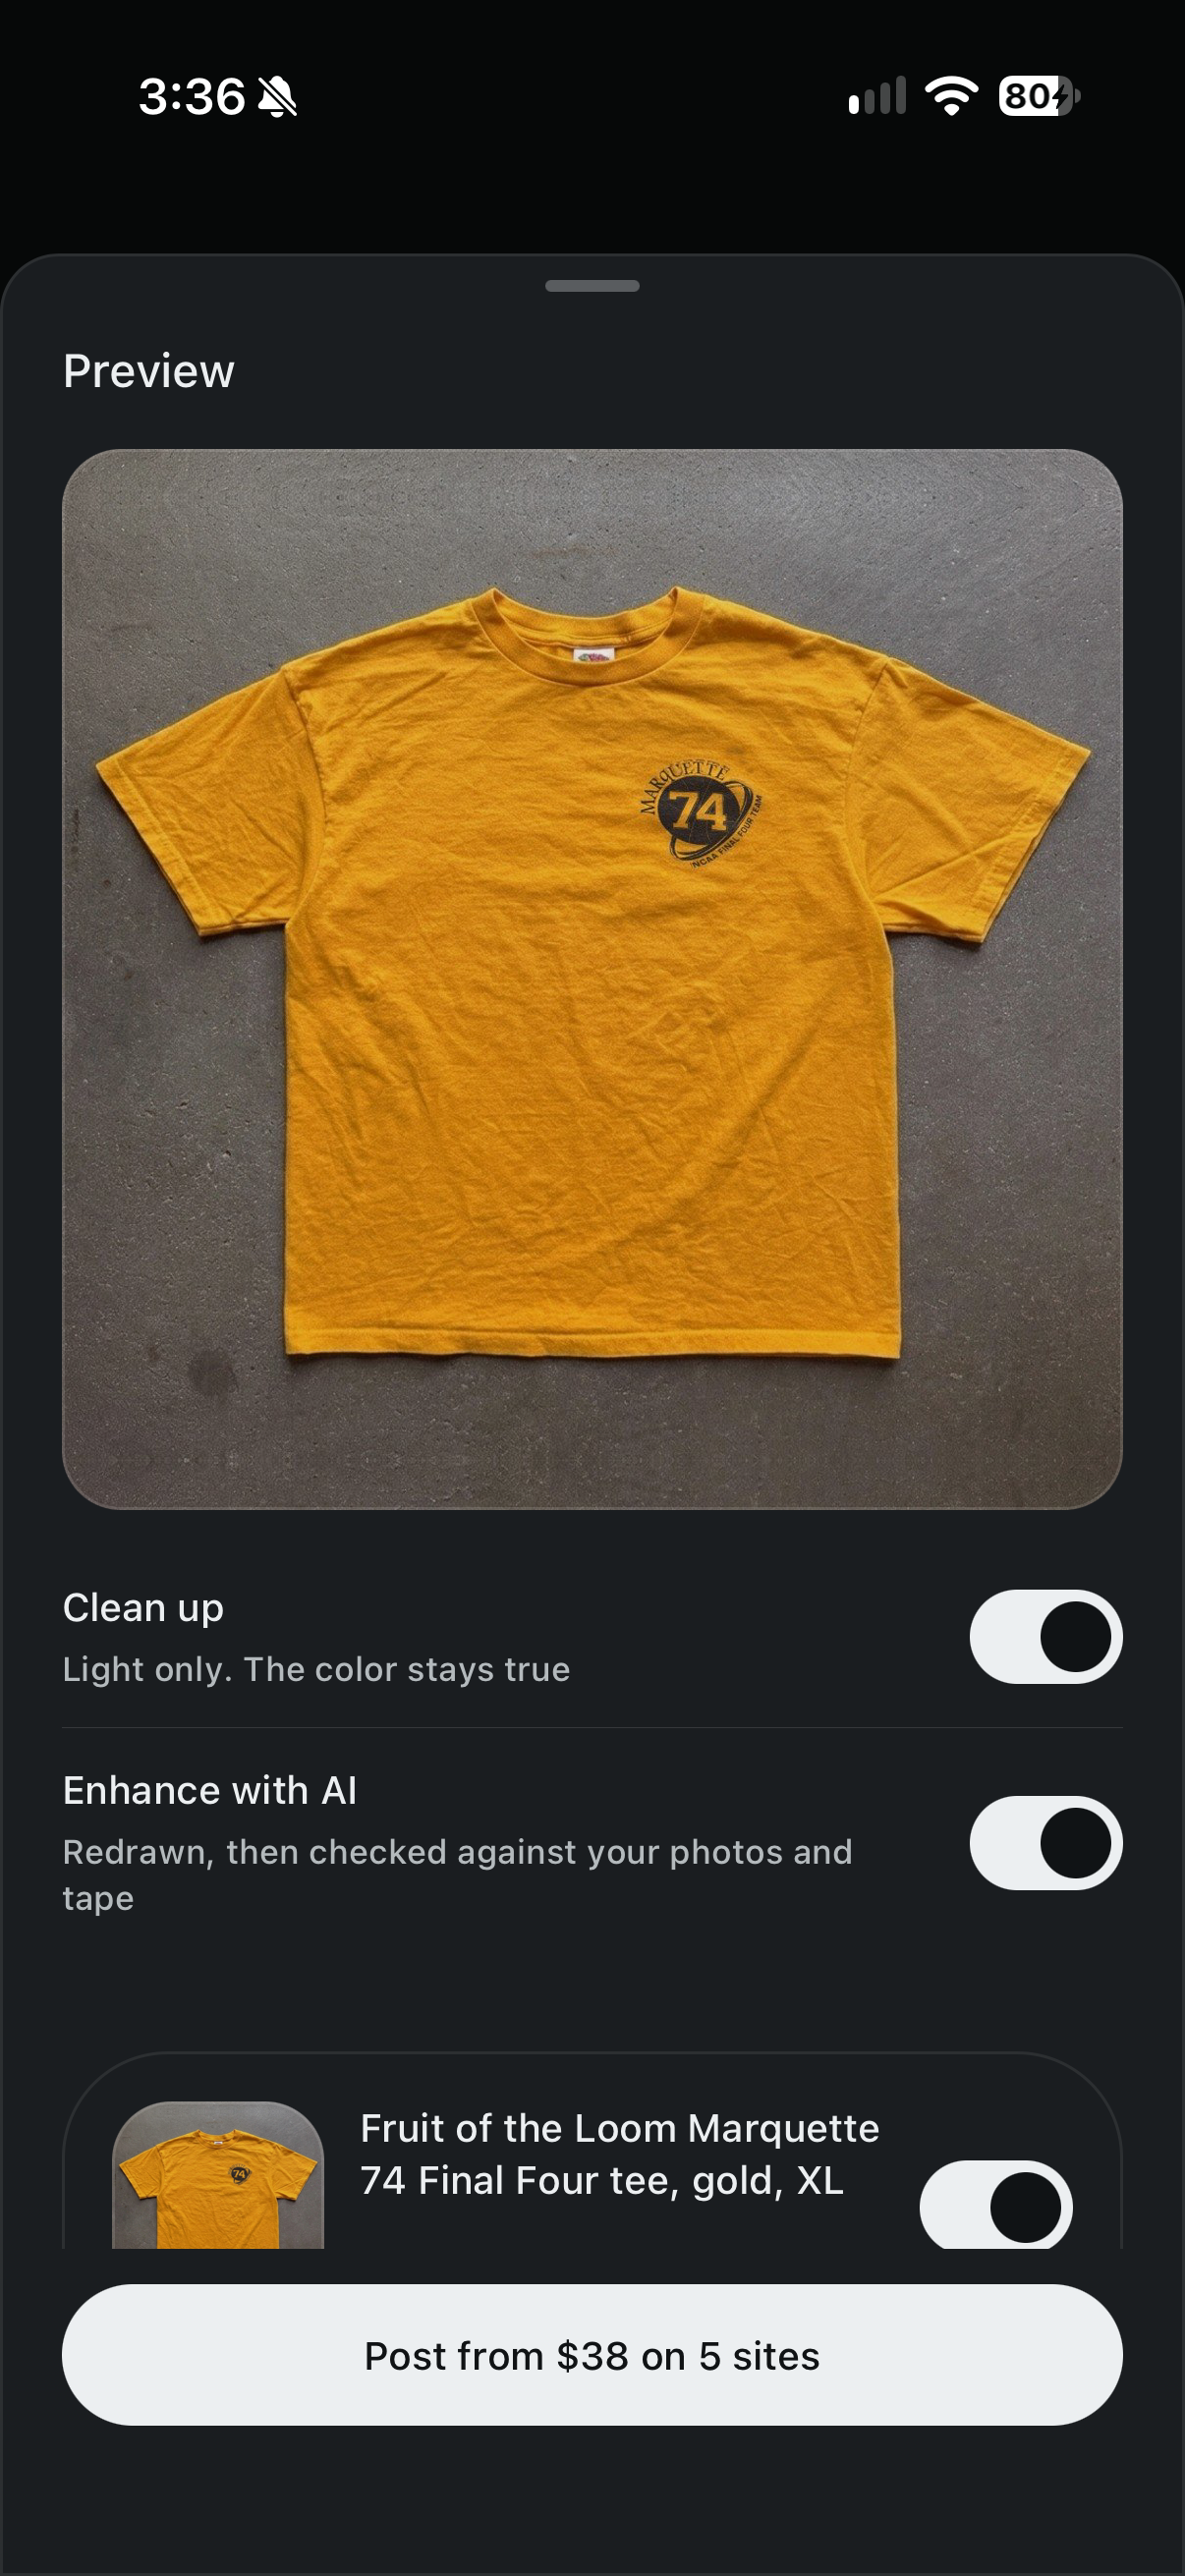 3:36
80
Preview
MARQUETTE
74
NCAA FINAL FOUR TEAM
Clean up
Light only. The color stays true
Enhance with AI
Redrawn, then checked against your photos and
tape
74
Fruit of the Loom Marquette
74 Final Four tee, gold, XL
Post from $38 on 5 sites